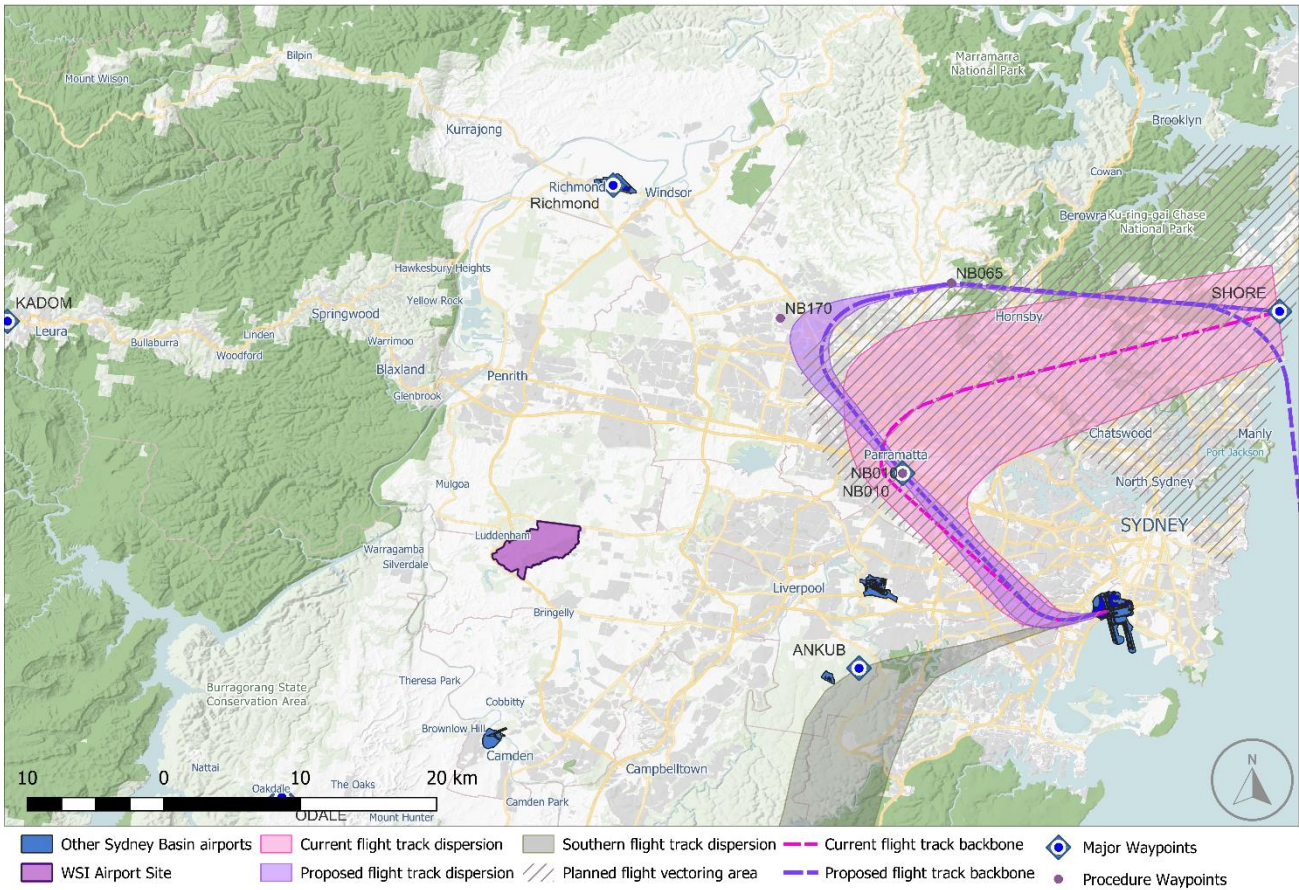 Bilpin
Mount Wilson
Marramarra
National Park
Brooklyn
Kurrajong
Cowan
Richmond
Windsor
Richmond
Berowra
Ku-ring-gai Chase
National Park
Hawkesbury Heights
NB065
KADOM
Yellow Rock
SHORE
Leura
Springwood
NB170
Hornsby
Linden
Bullaburra
Warrimoo
Woodford
Blaxland
Penrith
Glenbrook
Chatswood
Manly
Parramatta
Port Jackson
NB010
Mulgoa
NB010
North Sydney
SYDNEY
Luddenham
Warragamba
Silverdale
Liverpool
Bringelly
ANKUB
Theresa Park
Burragorang State
Conservation Area
Cobbitty
Brownlow Hill
Camden
Nattai
Campbelltown
10 0 10 20 km
Oakdale
The Oaks
Camden Park
ODALE
Mount Hunter
N
Other Sydney Basin airports
Current flight track dispersion
Southern flight track dispersion
Current flight track backbone
Major Waypoints
WSI Airport Site
Proposed flight track dispersion
Planned flight vectoring area
Proposed flight track backbone
Procedure Waypoints